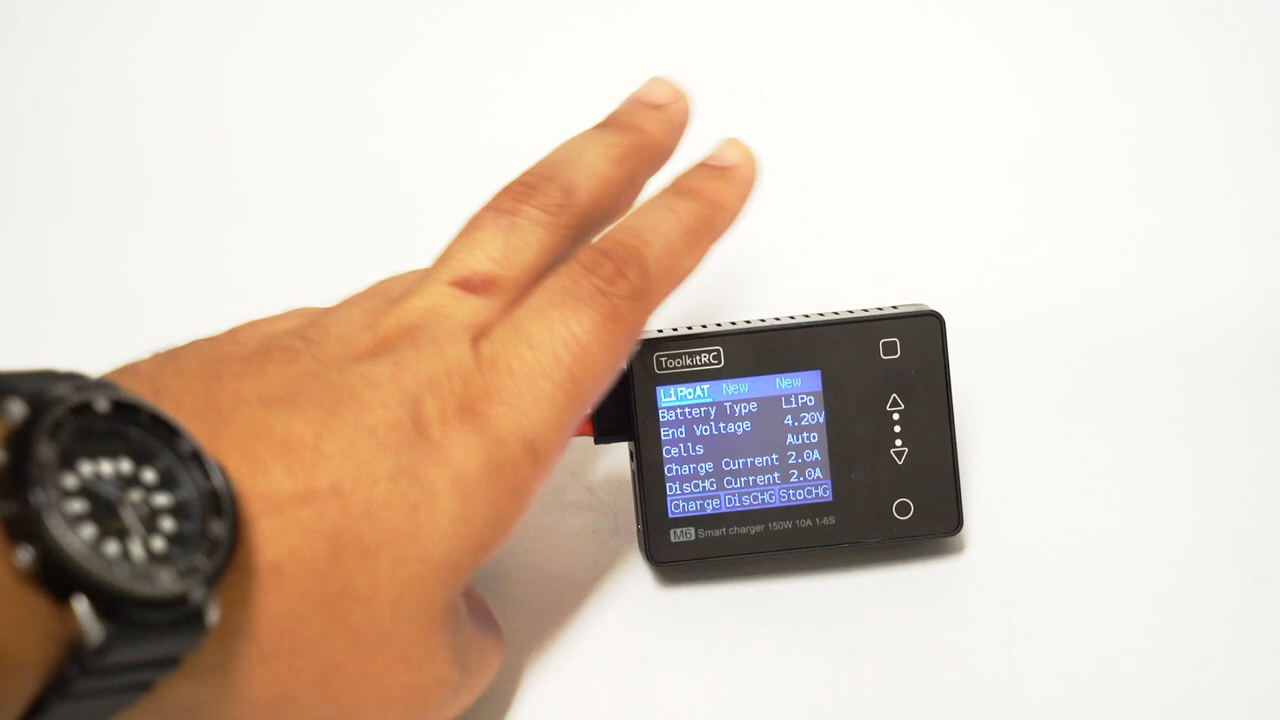 ToolkitRC
LiPoAT New New
Battery Type LiPo
End Voltage 4.20V
Cells Auto
Charge Current 2.0A
DisCHG Current 2.0A
Charge DisCHG StoCHG
M6 Smart charger 150W 10A 1-6S